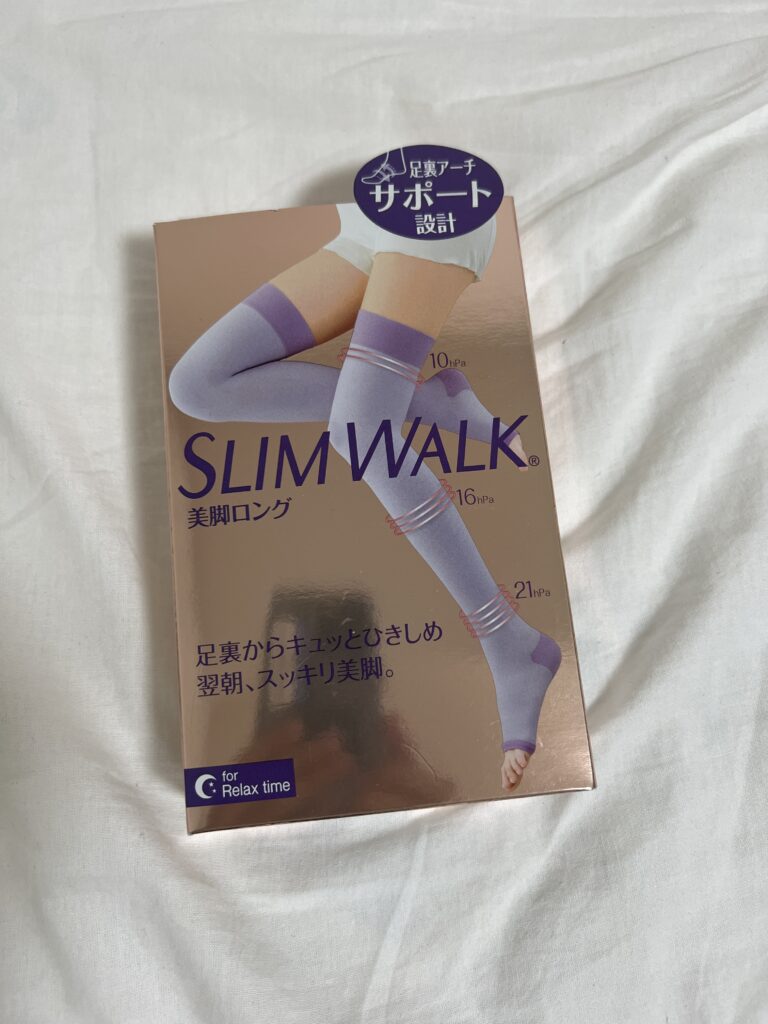 足裏アーチ
サポート
設計
10hPa
SLIM WALK®
美脚ロング
16hPa
21hPa
足裏からキュッとひきしめ
翌朝、スッキリ美脚。
for
Relax time